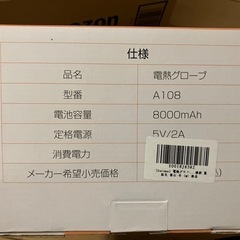 仕様
品名 電熱グローブ
型番 A108
電池容量 8000mAh
定格電源 5V/2A
消費電力
メーカー希望小売価格